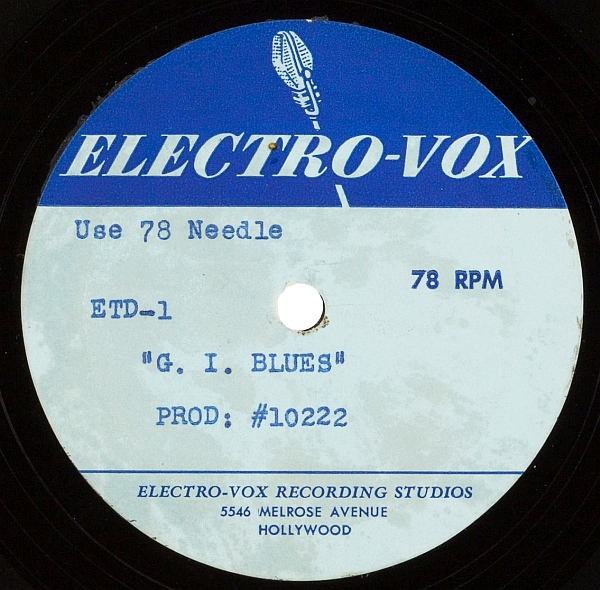 ELECTRO-VOX
Use 78 Needle
78 RPM
ETD-1
"G. I. BLUES"
PROD: #10222
ELECTRO-VOX RECORDING STUDIOS
5546 MELROSE AVENUE
HOLLYWOOD